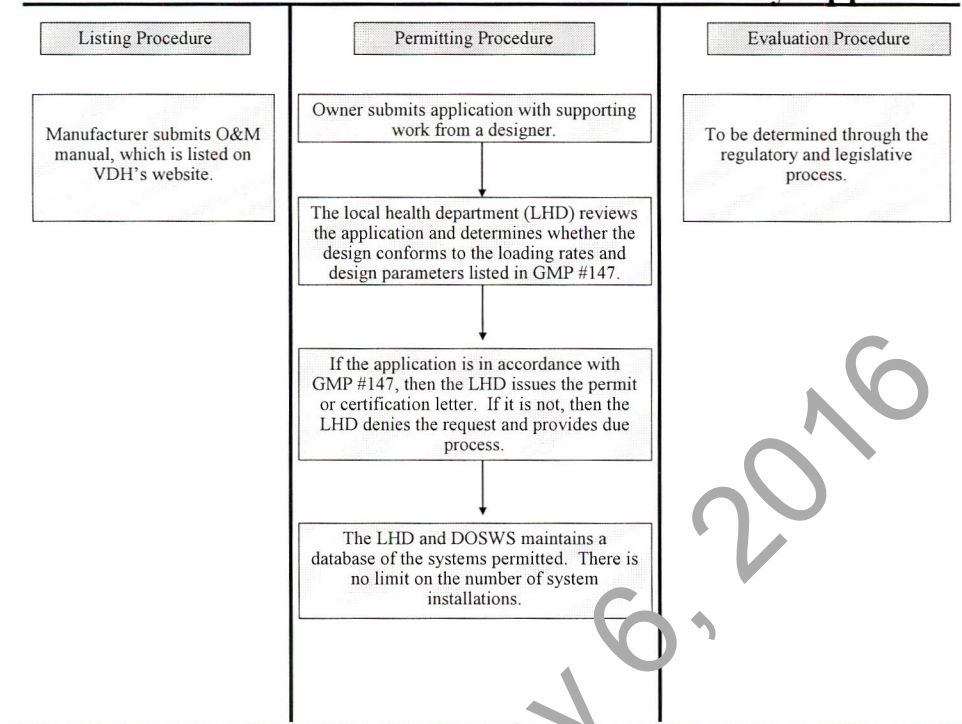 Listing Procedure
Manufacturer submits O&M
manual, which is listed on
VDH's website.
Permitting Procedure
Owner submits application with supporting
work from a designer.
The local health department (LHD) reviews
the application and determines whether the
design conforms to the loading rates and
design parameters listed in GMP #147.
If the application is in accordance with
GMP #147, then the LHD issues the permit
or certification letter. If it is not, then the
LHD denies the request and provides due
process.
The LHD and DOSWS maintains a
database of the systems permitted. There is
no limit on the number of system
installations.
Evaluation Procedure
To be determined through the
regulatory and legislative
process.
6, 2016